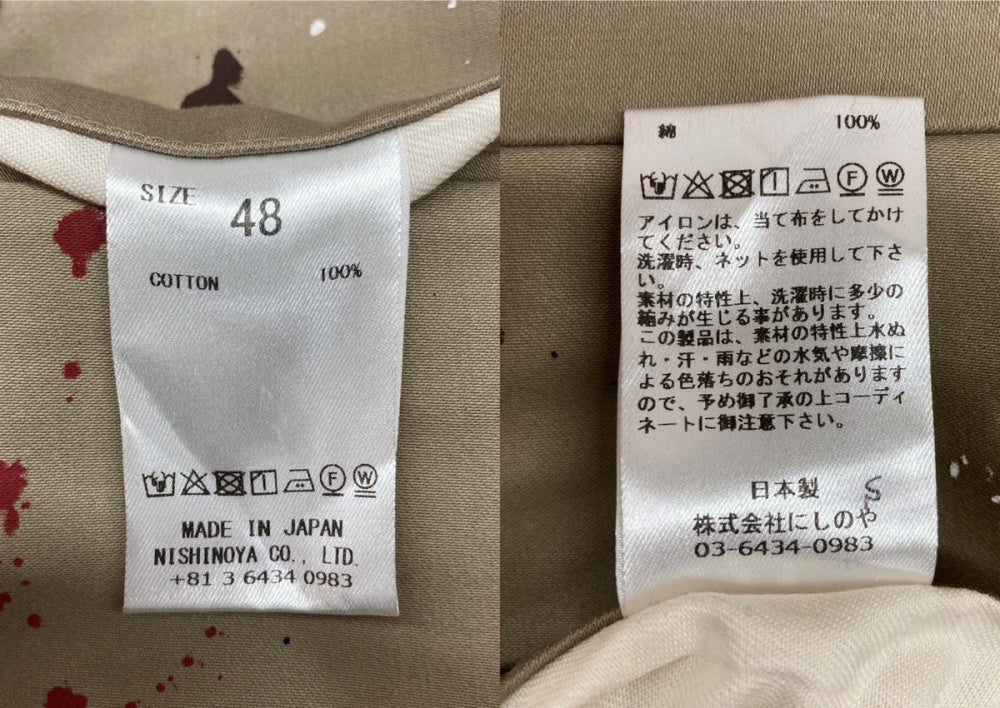 SIZE 48
COTTON 100%
F W
MADE IN JAPAN
NISHINOYA CO., LTD.
+81 3 6434 0983
綿 100%
F W
アイロンは、当て布をしてかけ
てください。
洗濯時、ネットを使用して下さ
い。
素材の特性上、洗濯時に多少の
縮みが生じる事があります。
この製品は、素材の特性上水ぬ
れ・汗・雨などの水気や摩擦に
よる色落ちのおそれがあります
ので、予め御了承の上コーディ
ネートに御注意下さい。
日本製
株式会社にしのや
03-6434-0983